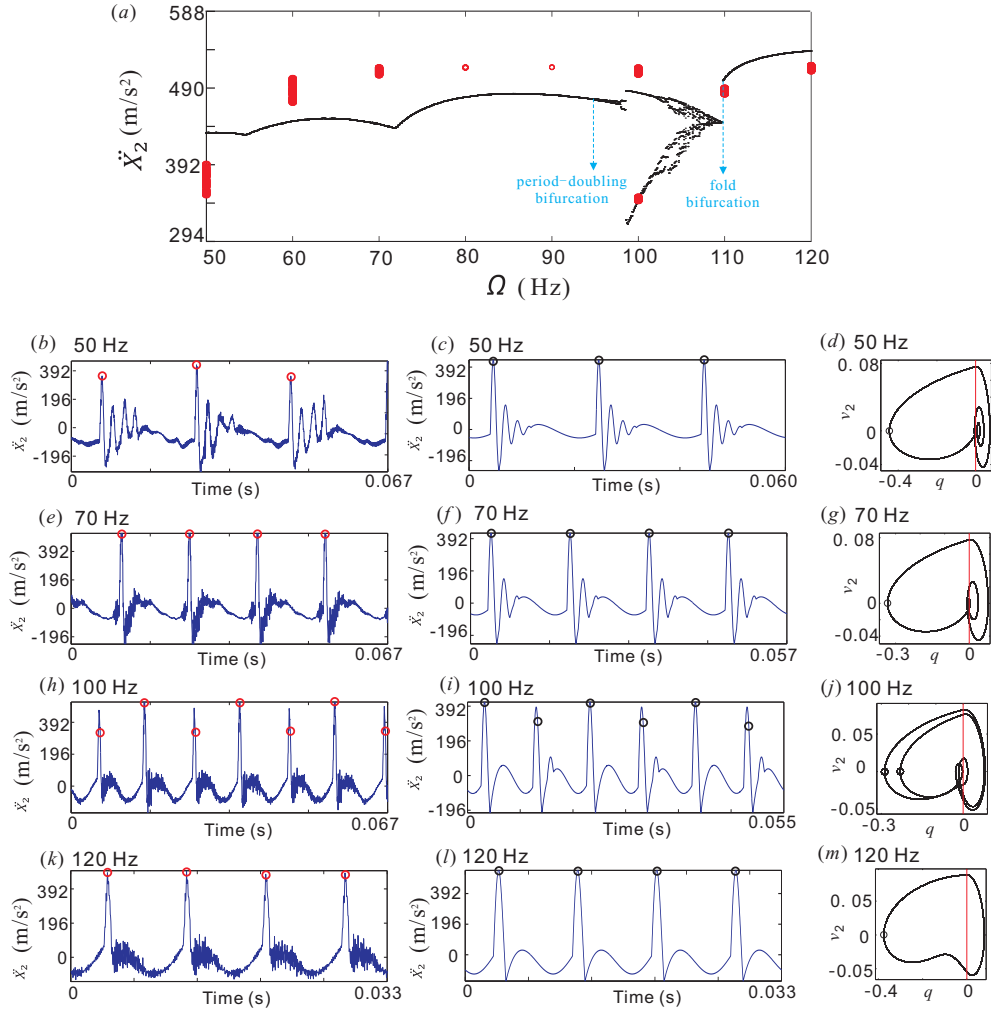 (a)
588
490
392
294
Ẍ2 (m/s²)
50 60 70 80 90 100 110 120
Ω (Hz)
period-doubling
bifurcation
fold
bifurcation
(b) 50 Hz
392
196
0
-196
ẍ2 (m/s²)
0 Time (s) 0.067
(c) 50 Hz
392
196
0
-196
ẍ2 (m/s²)
0 Time (s) 0.060
(d) 50 Hz
0.08
0
-0.04
v2
-0.4 q 0
(e) 70 Hz
392
196
0
-196
ẍ2 (m/s²)
0 Time (s) 0.067
(f) 70 Hz
392
196
0
-196
ẍ2 (m/s²)
0 Time (s) 0.057
(g) 70 Hz
0.08
0
-0.04
v2
-0.3 q 0
(h) 100 Hz
392
196
0
ẍ2 (m/s²)
0 Time (s) 0.067
(i) 100 Hz
392
196
0
-196
ẍ2 (m/s²)
0 Time (s) 0.055
(j) 100 Hz
0.05
0
-0.05
v2
-0.3 q 0
(k) 120 Hz
392
196
0
ẍ2 (m/s²)
0 Time (s) 0.033
(l) 120 Hz
392
196
0
ẍ2 (m/s²)
0 Time (s) 0.033
(m) 120 Hz
0.05
0
-0.05
v2
-0.4 q 0